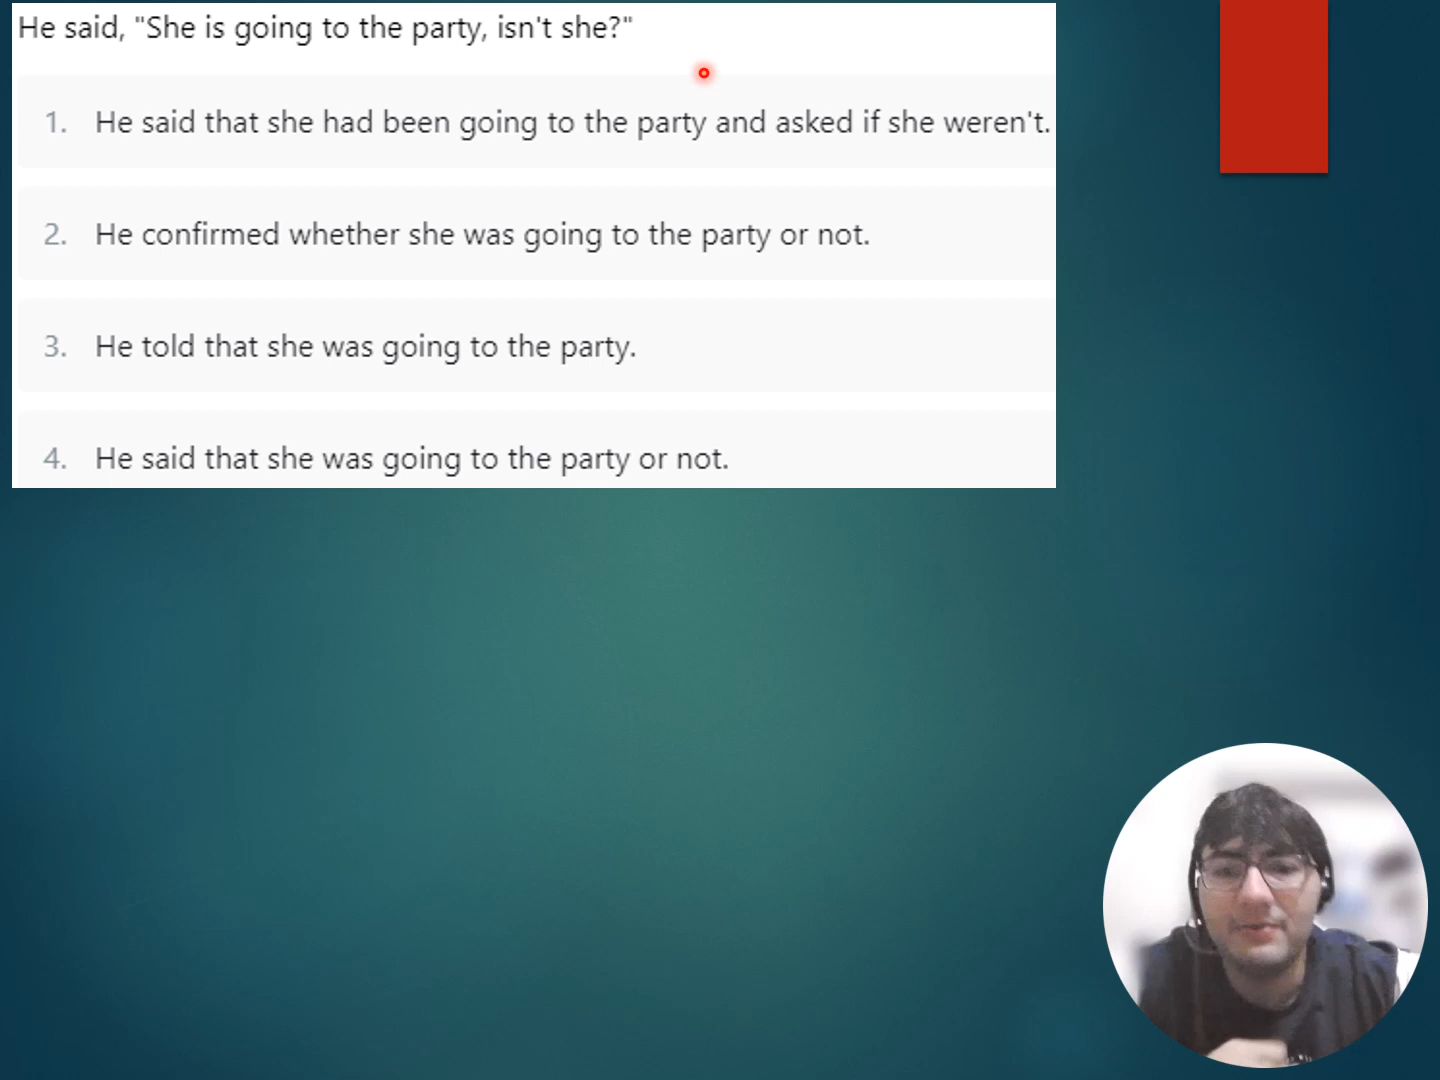 He said, "She is going to the party, isn't she?"
1. He said that she had been going to the party and asked if she weren't.
2. He confirmed whether she was going to the party or not.
3. He told that she was going to the party.
4. He said that she was going to the party or not.